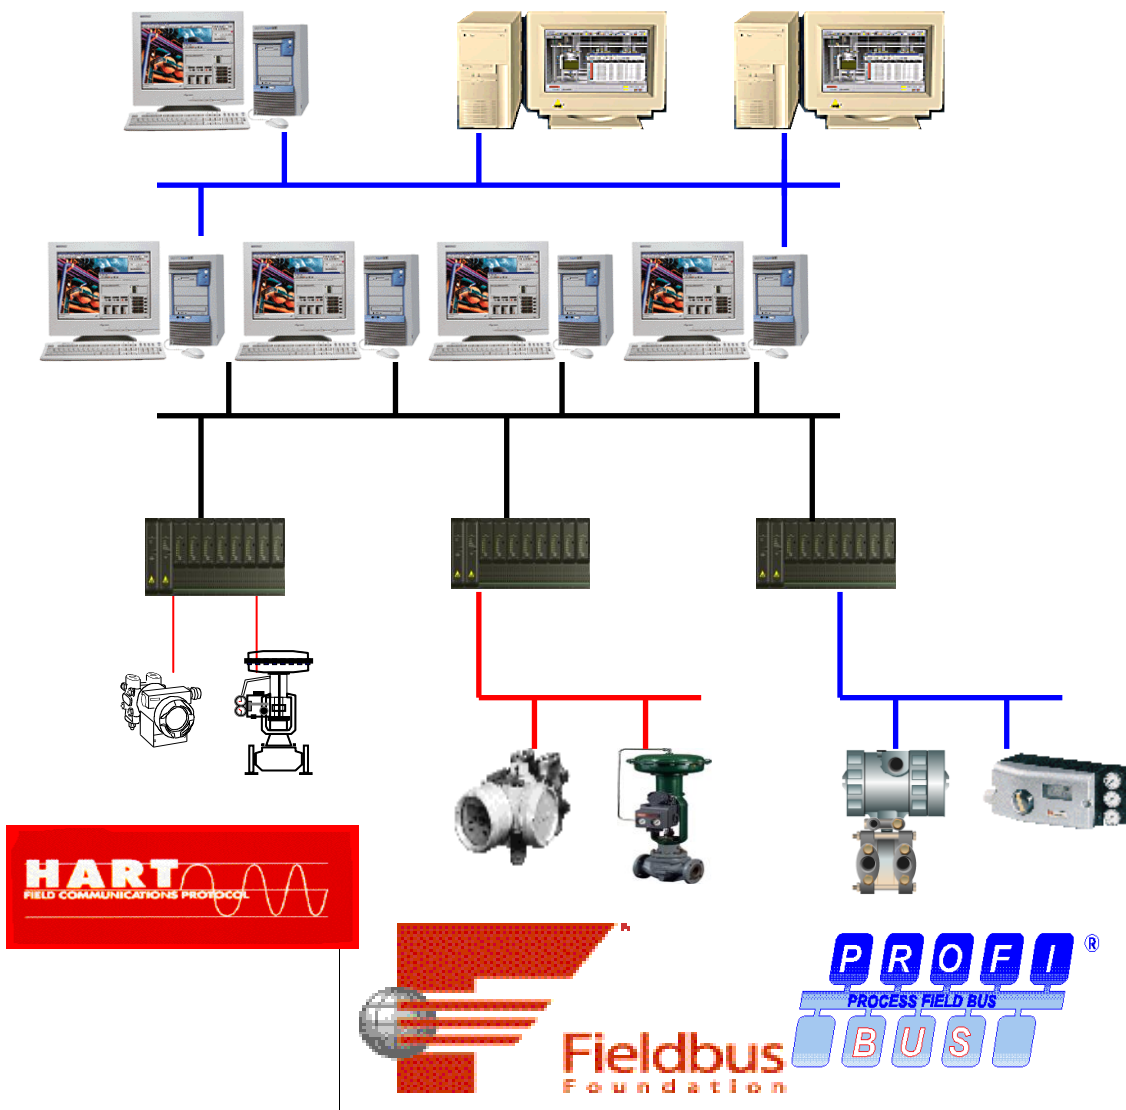 HART
FIELD COMMUNICATIONS PROTOCOL
Fieldbus
Foundation
PROFI ®
PROCESS FIELD BUS
BUS